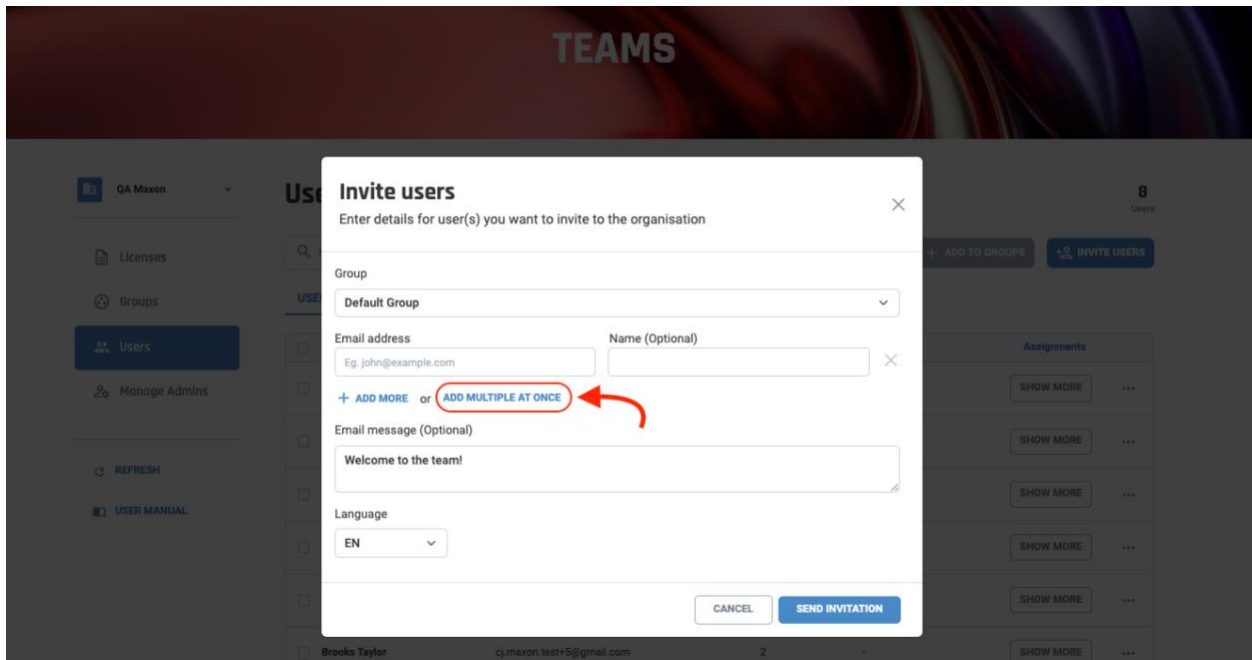 TEAMS
QA Maxon
Licenses
Groups
Users
Manage Admins
REFRESH
USER MANUAL
8
Users
+ ADD TO GROUPS
INVITE USERS
Invite users
Enter details for user(s) you want to invite to the organisation
Group
Default Group
Email address Name (Optional)
Eg. john@example.com
+ ADD MORE or ADD MULTIPLE AT ONCE
Email message (Optional)
Welcome to the team!
Language
EN
CANCEL SEND INVITATION
Assignments
SHOW MORE ...
SHOW MORE ...
SHOW MORE ...
SHOW MORE ...
SHOW MORE ...
Brooks Taylor cj.maxon.test+5@gmail.com 2 - SHOW MORE ...